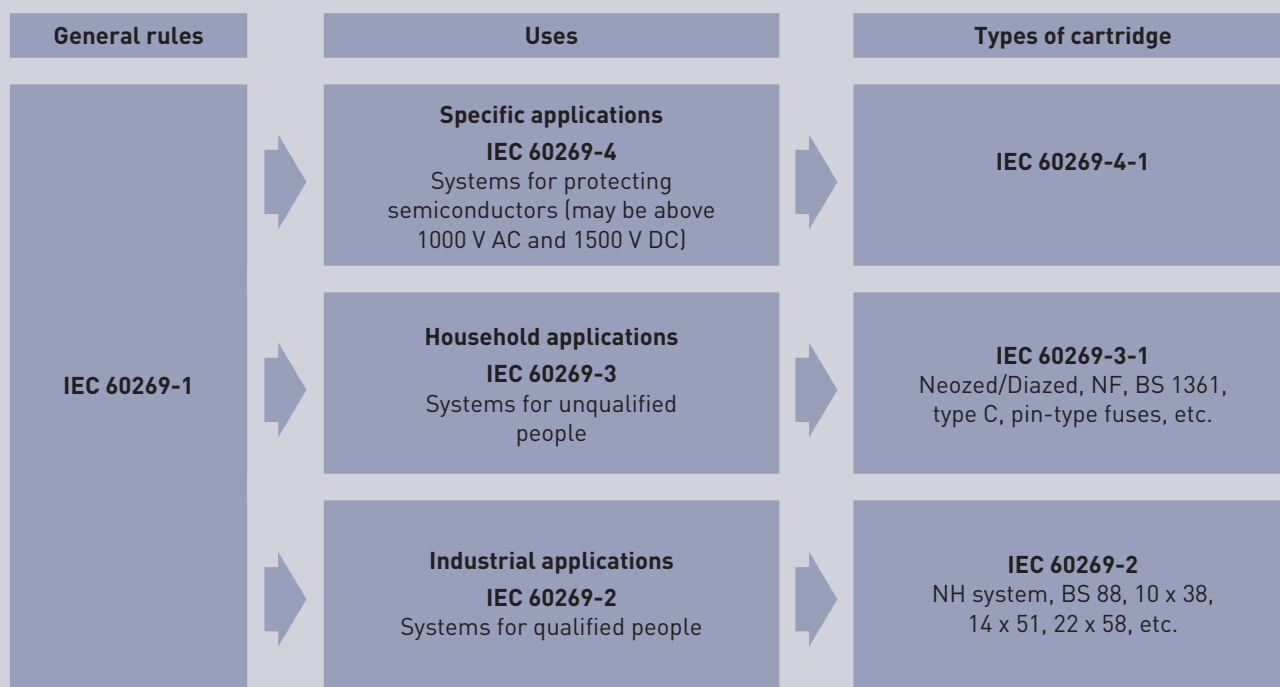 General rules
Uses
Types of cartridge
IEC 60269-1
Specific applications
IEC 60269-4
Systems for protecting
semiconductors (may be above
1000 V AC and 1500 V DC)
IEC 60269-4-1
Household applications
IEC 60269-3
Systems for unqualified
people
IEC 60269-3-1
Neozed/Diazed, NF, BS 1361,
type C, pin-type fuses, etc.
Industrial applications
IEC 60269-2
Systems for qualified people
IEC 60269-2
NH system, BS 88, 10 x 38,
14 x 51, 22 x 58, etc.